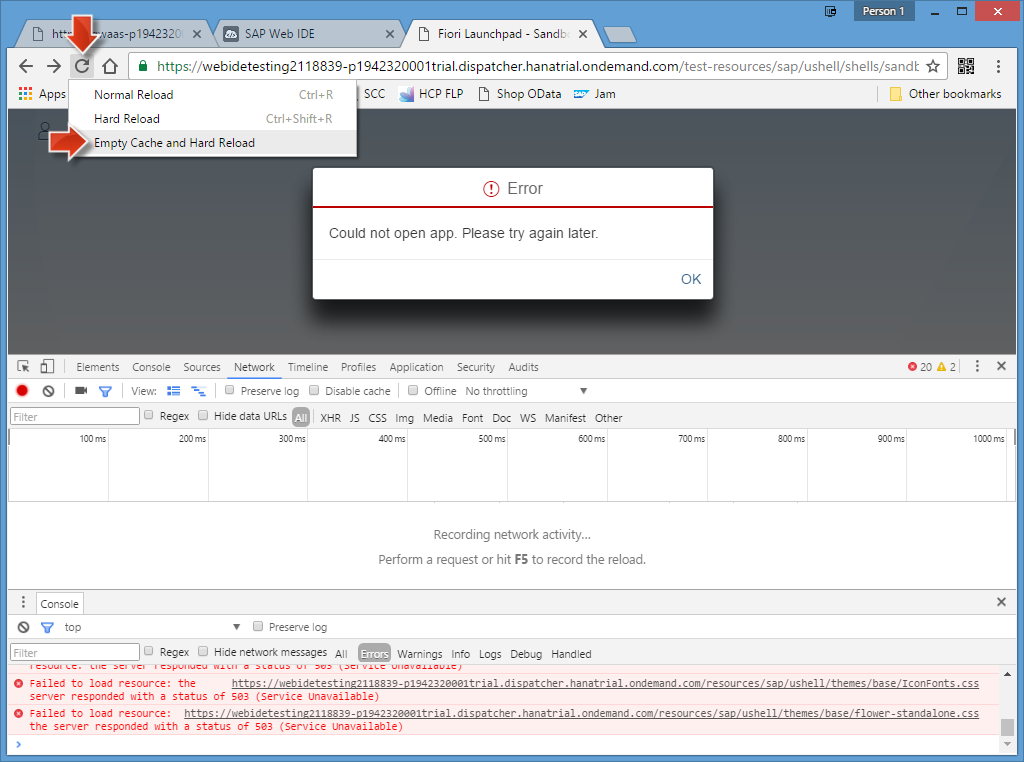 Person 1
https://
waas-p1942320
SAP Web IDE
Fiori Launchpad - Sandb
https://webidetesting2118839-p1942320001trial.dispatcher.hanatrial.ondemand.com/test-resources/sap/ushell/shells/sandb
Apps
SCC
HCP FLP
Shop OData
Jam
Other bookmarks
Normal Reload Ctrl+R
Hard Reload Ctrl+Shift+R
Empty Cache and Hard Reload
Error
Could not open app. Please try again later.
OK
Elements Console Sources Network Timeline Profiles Application Security Audits 20 2
View: Preserve log Disable cache Offline No throttling
Filter Regex Hide data URLs All XHR JS CSS Img Media Font Doc WS Manifest Other
100 ms 200 ms 300 ms 400 ms 500 ms 600 ms 700 ms 800 ms 900 ms 1000 ms
Recording network activity...
Perform a request or hit F5 to record the reload.
Console
top Preserve log
Filter Regex Hide network messages All Errors Warnings Info Logs Debug Handled
resource: the server responded with a status of 503 (Service Unavailable)
Failed to load resource: the https://webidetesting2118839-p1942320001trial.dispatcher.hanatrial.ondemand.com/resources/sap/ushell/themes/base/IconFonts.css
server responded with a status of 503 (Service Unavailable)
Failed to load resource: https://webidetesting2118839-p1942320001trial.dispatcher.hanatrial.ondemand.com/resources/sap/ushell/themes/base/flower-standalone.css
the server responded with a status of 503 (Service Unavailable)